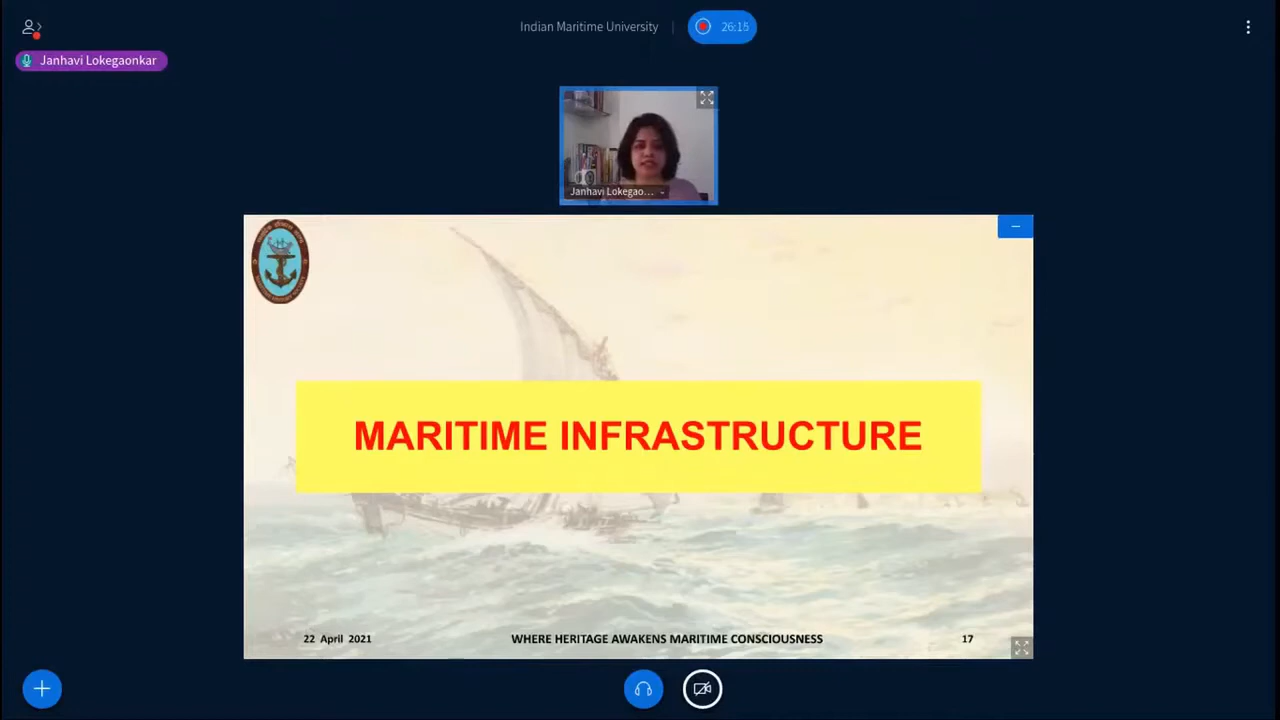 Indian Maritime University
26:15
Janhavi Lokegaonkar
Janhavi Lokegao...
MARITIME INFRASTRUCTURE
22 April 2021
WHERE HERITAGE AWAKENS MARITIME CONSCIOUSNESS
17